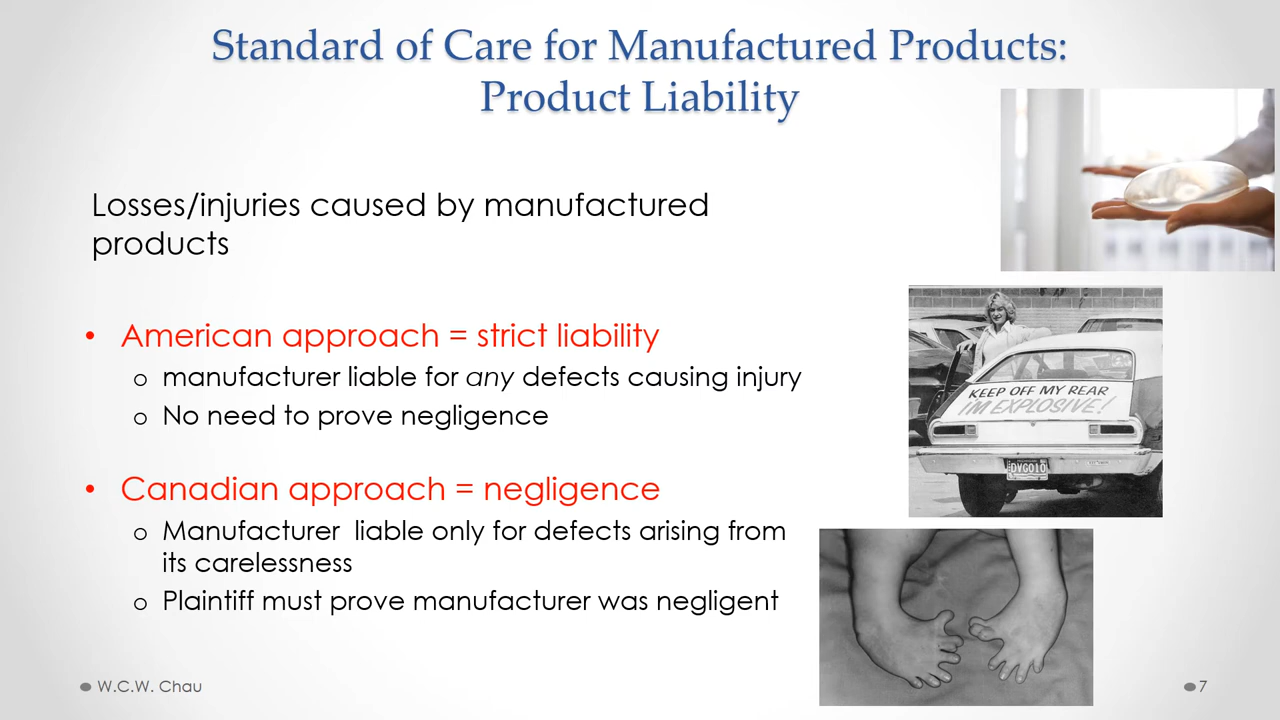 Standard of Care for Manufactured Products:
Product Liability
Losses/injuries caused by manufactured
products
• American approach = strict liability
o manufacturer liable for any defects causing injury
o No need to prove negligence
KEEP OFF MY REAR
I'M EXPLOSIVE!
DVG010
• Canadian approach = negligence
o Manufacturer liable only for defects arising from
its carelessness
o Plaintiff must prove manufacturer was negligent
W.C.W. Chau
7